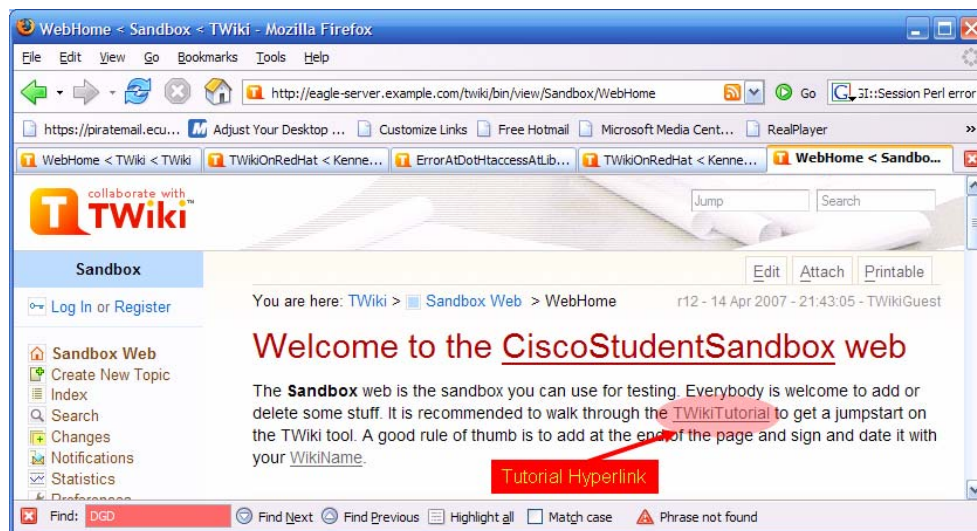 WebHome < Sandbox < TWiki - Mozilla Firefox
File Edit View Go Bookmarks Tools Help
http://eagle-server.example.com/twiki/bin/view/Sandbox/WebHome Go GI::Session Perl error
https://piratemail.ecu... Adjust Your Desktop ... Customize Links Free Hotmail Microsoft Media Cent... RealPlayer »
WebHome < TWiki < TWiki TWikiOnRedHat < Kenne... ErrorAtDotHtaccessAtLib... TWikiOnRedHat < Kenne... WebHome < Sandbo...
collaborate with
TWiki™
Jump Search
Sandbox
Edit Attach Printable
Log In or Register
You are here: TWiki > Sandbox Web > WebHome r12 - 14 Apr 2007 - 21:43:05 - TWikiGuest
Sandbox Web
Create New Topic
Index
Search
Changes
Notifications
Statistics
Preferences
Welcome to the CiscoStudentSandbox web
The Sandbox web is the sandbox you can use for testing. Everybody is welcome to add or
delete some stuff. It is recommended to walk through the TWikiTutorial to get a jumpstart on
the TWiki tool. A good rule of thumb is to add at the end of the page and sign and date it with
your WikiName.
Tutorial Hyperlink
Find: DGD Find Next Find Previous Highlight all Match case Phrase not found